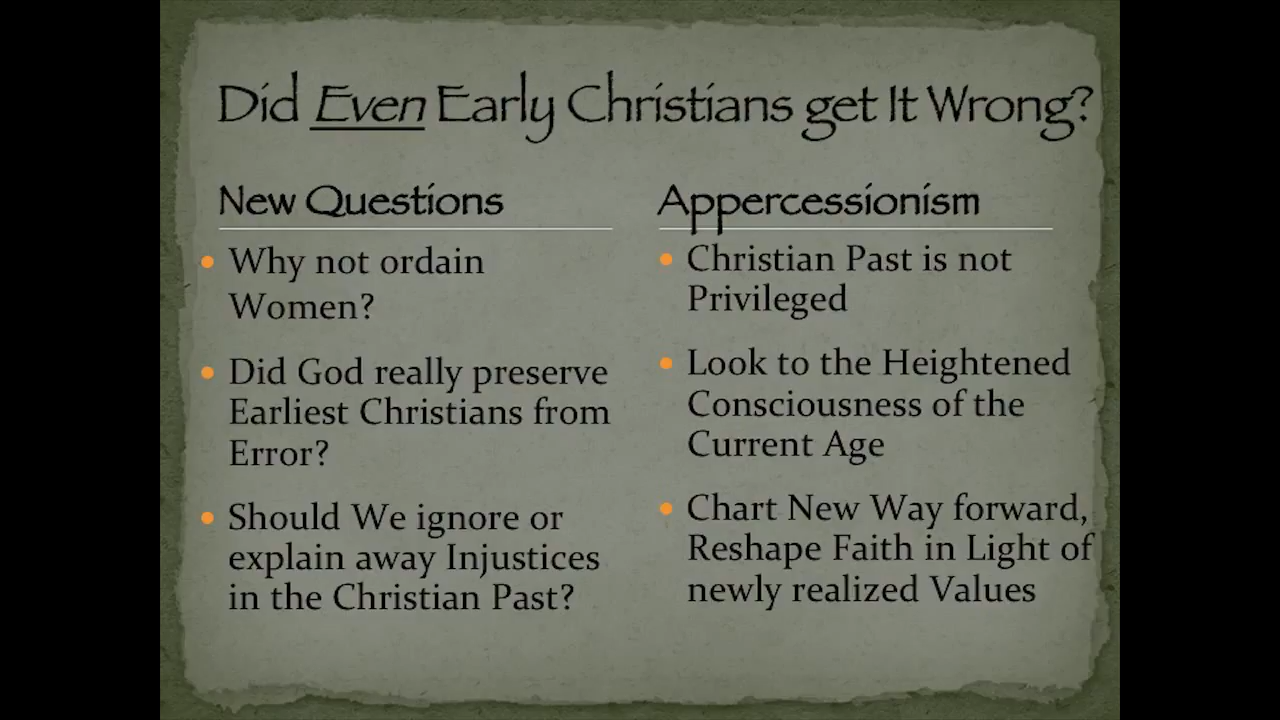 Did Even Early Christians get It Wrong?
New Questions
Why not ordain
Women?
Did God really preserve
Earliest Christians from
Error?
Should We ignore or
explain away Injustices
in the Christian Past?
Appercessionism
Christian Past is not
Privileged
Look to the Heightened
Consciousness of the
Current Age
Chart New Way forward,
Reshape Faith in Light of
newly realized Values